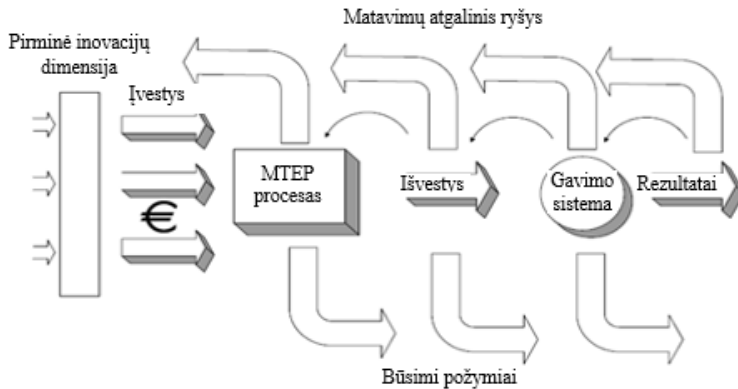 Matavimų atgalinis ryšys
Pirminė inovacijų
dimensija
Įvestys
€
MTEP
procesas
Išvestys
Gavimo
sistema
Rezultatai
Būsimi požymiai